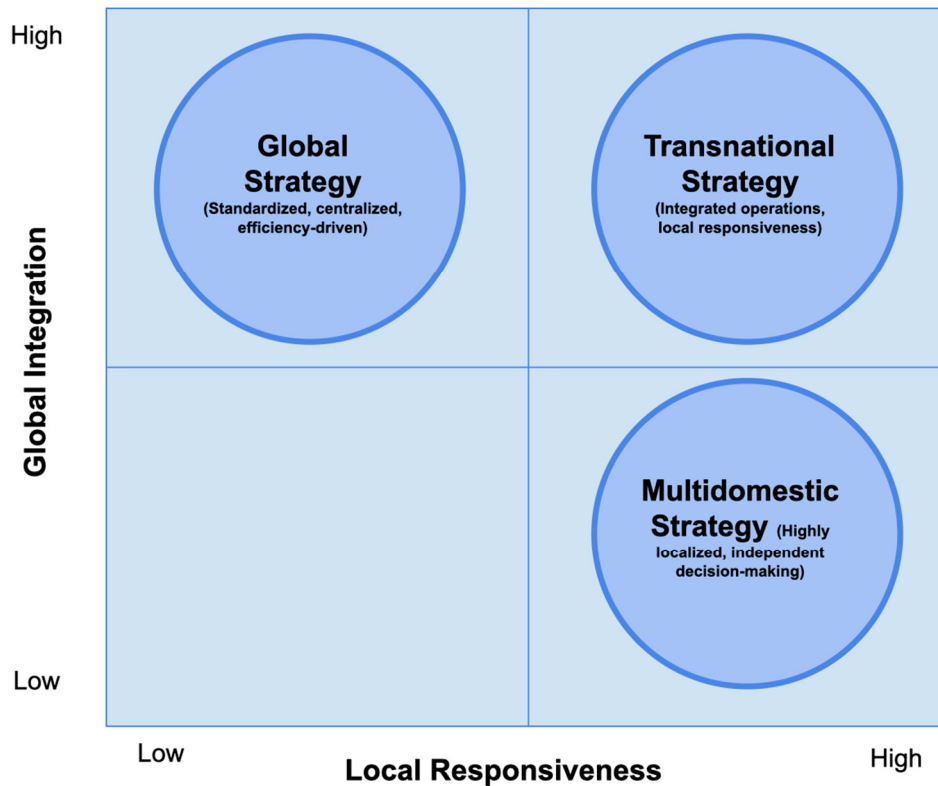 High
Global
Strategy
(Standardized, centralized,
efficiency-driven)
Transnational
Strategy
(Integrated operations,
local responsiveness)
Global Integration
Multidomestic
Strategy (Highly
localized, independent
decision-making)
Low
Low
Local Responsiveness
High